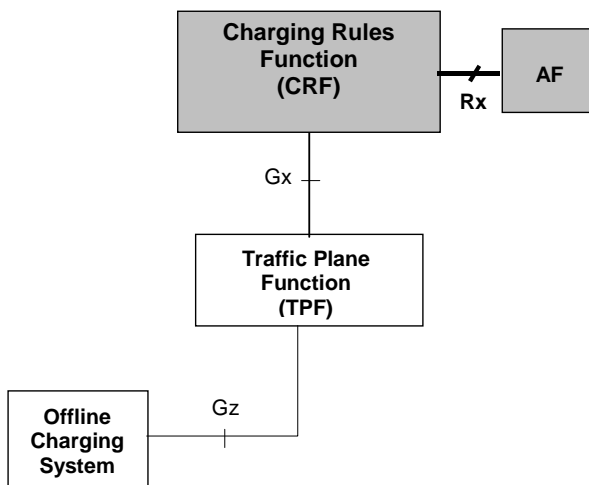 Charging Rules
Function
(CRF)
AF
Rx
Gx
Traffic Plane
Function
(TPF)
Gz
Offline
Charging
System